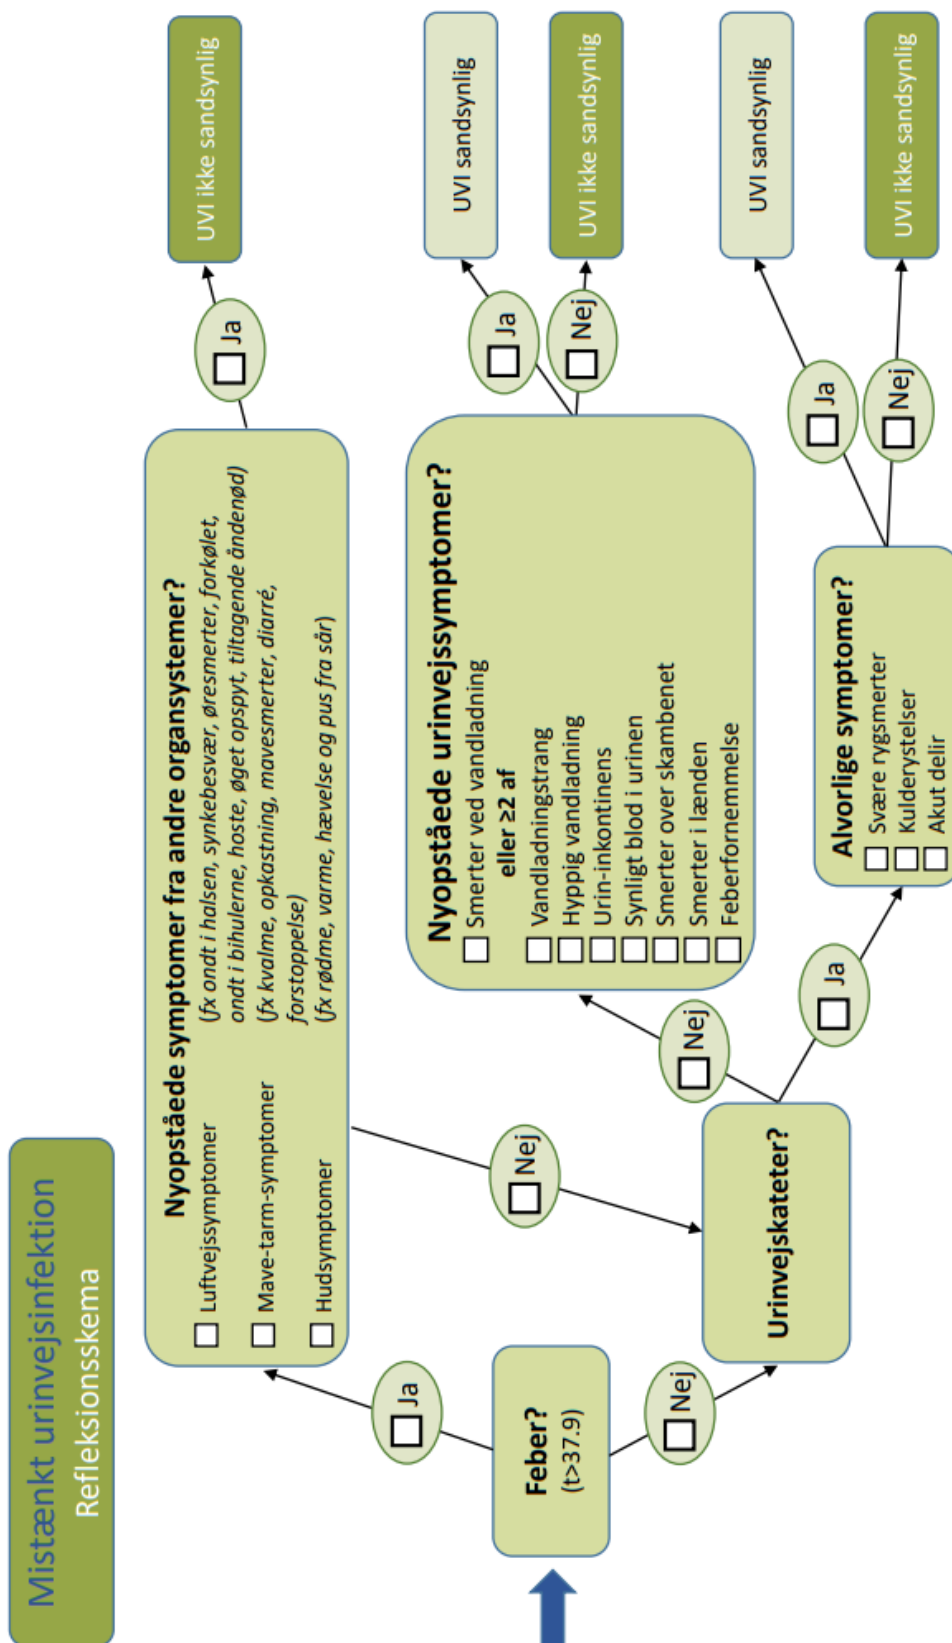 Mistænkt urinvejsinfektion
Refleksionsskema
Feber?
(t>37.9)
Ja
Nej
Nyopståede symptomer fra andre organsystemer?
Luftvejssymptomer
(fx ondt i halsen, synkebesvær, øresmerter, forkølet,
ondt i bihulerne, hoste, øget opspyt, tiltagende åndenød)
Mave-tarm-symptomer
(fx kvalme, opkastning, mavesmerter, diarré,
forstoppelse)
Hudsymptomer
(fx rødme, varme, hævelse og pus fra sår)
Ja
UVI ikke sandsynlig
Nej
Urinvejskateter?
Nej
Ja
Nyopståede urinvejssymptomer?
Smerter ved vandladning
eller ≥2 af
Vandladningstrang
Hyppig vandladning
Urin-inkontinens
Synligt blod i urinen
Smerter over skambenet
Smerter i lænden
Feberfornemmelse
Ja
UVI sandsynlig
Nej
UVI ikke sandsynlig
Alvorlige symptomer?
Svære rygsmerter
Kulderystelser
Akut delir
Ja
UVI sandsynlig
Nej
UVI ikke sandsynlig